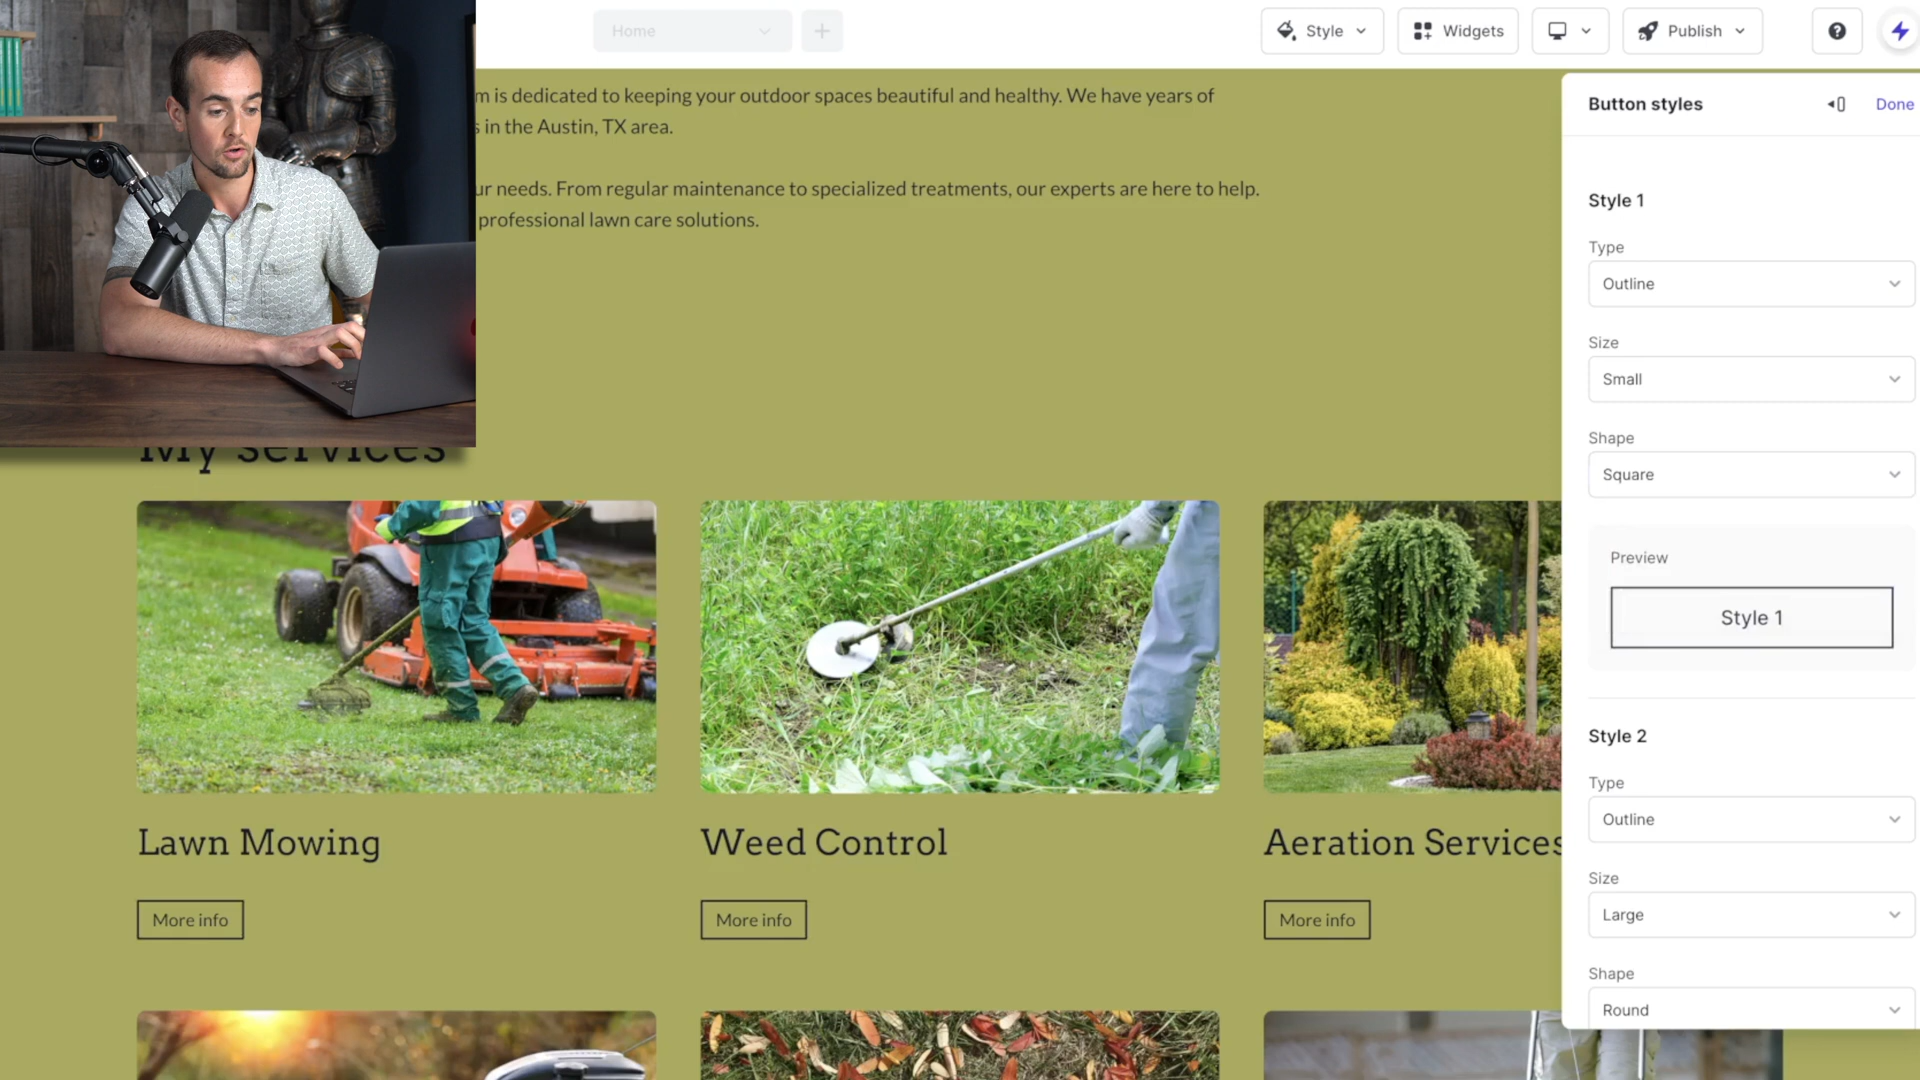 Home
Style
Widgets
Publish
m is dedicated to keeping your outdoor spaces beautiful and healthy. We have years of
s in the Austin, TX area.
ur needs. From regular maintenance to specialized treatments, our experts are here to help.
professional lawn care solutions.
My services
Lawn Mowing
Weed Control
Aeration Services
More info
More info
More info
Button styles
Done
Style 1
Type
Outline
Size
Small
Shape
Square
Preview
Style 1
Style 2
Type
Outline
Size
Large
Shape
Round